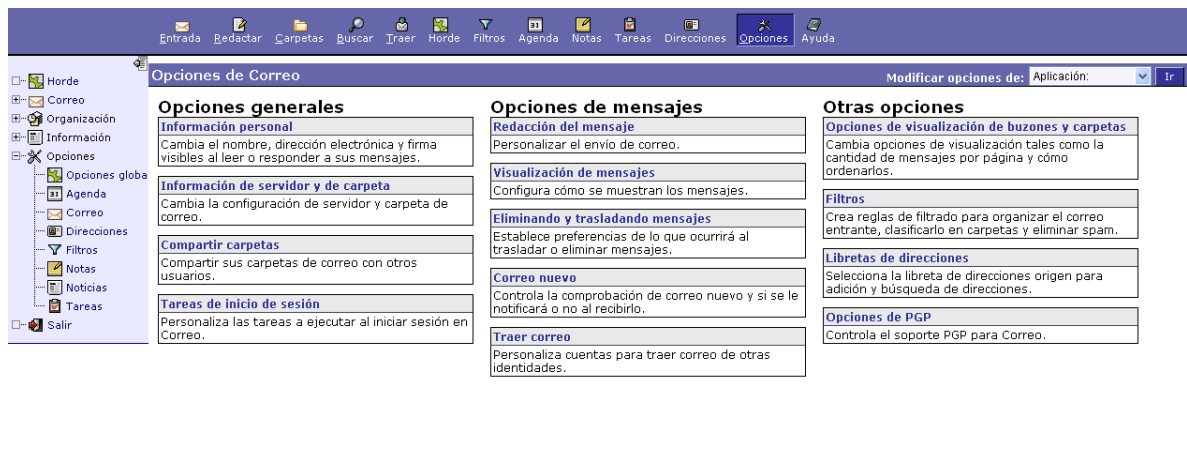 Entrada Redactar Carpetas Buscar Traer Horde Filtros Agenda Notas Tareas Direcciones Opciones Ayuda
Horde
Correo
Organización
Información
Opciones
Opciones globa
Agenda
Correo
Direcciones
Filtros
Notas
Noticias
Tareas
Salir
Opciones de Correo
Modificar opciones de: Aplicación: Ir
Opciones generales
Información personal
Cambia el nombre, dirección electrónica y firma
visibles al leer o responder a sus mensajes.
Información de servidor y de carpeta
Cambia la configuración de servidor y carpeta de
correo.
Compartir carpetas
Compartir sus carpetas de correo con otros
usuarios.
Tareas de inicio de sesión
Personaliza las tareas a ejecutar al iniciar sesión en
Correo.
Opciones de mensajes
Redacción del mensaje
Personalizar el envío de correo.
Visualización de mensajes
Configura cómo se muestran los mensajes.
Eliminando y trasladando mensajes
Establece preferencias de lo que ocurrirá al
trasladar o eliminar mensajes.
Correo nuevo
Controla la comprobación de correo nuevo y si se le
notificará o no al recibirlo.
Traer correo
Personaliza cuentas para traer correo de otras
identidades.
Otras opciones
Opciones de visualización de buzones y carpetas
Cambia opciones de visualización tales como la
cantidad de mensajes por página y cómo
ordenarlos.
Filtros
Crea reglas de filtrado para organizar el correo
entrante, clasificarlo en carpetas y eliminar spam.
Libretas de direcciones
Selecciona la libreta de direcciones origen para
adición y búsqueda de direcciones.
Opciones de PGP
Controla el soporte PGP para Correo.